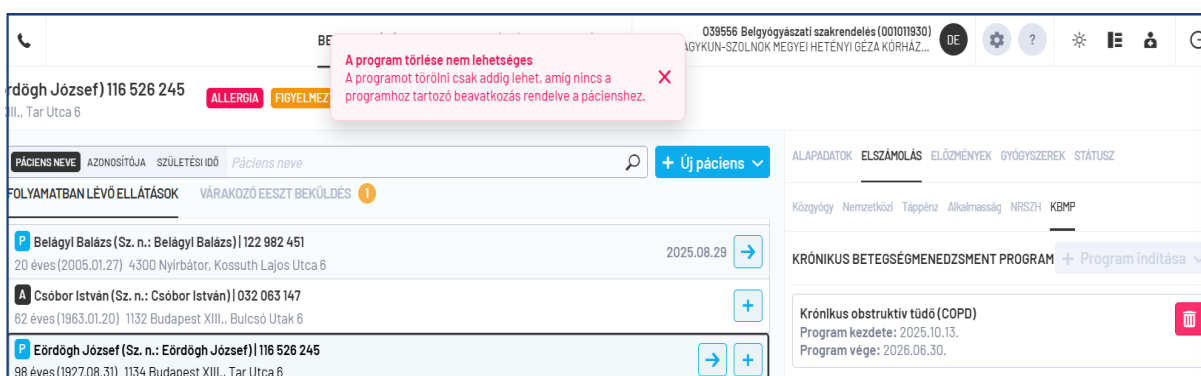 BE
039556 Belgyógyászati szakrendelés (001011930)
AGYKUN-SZOLNOK MEGYEI HETÉNYI GÉZA KÓRHÁZ...
DE
?
A program törlése nem lehetséges
A programot törölni csak addig lehet, amíg nincs a
programhoz tartozó beavatkozás rendelve a pácienshez.
rdögh József) 116 526 245
ALLERGIA FIGYELMEZT
III., Tar Utca 6
PÁCIENS NEVE AZONOSÍTÓJA SZÜLETÉSI IDŐ Páciens neve
+ Új páciens
FOLYAMATBAN LÉVŐ ELLÁTÁSOK VÁRAKOZÓ EESZT BEKÜLDÉS 1
P Belágyl Balázs (Sz. n.: Belágyl Balázs) | 122 982 451
20 éves (2005.01.27) 4300 Nyírbátor, Kossuth Lajos Utca 6
2025.08.29
A Csóbor István (Sz. n.: Csóbor István) | 032 063 147
62 éves (1963.01.20) 1132 Budapest XIII., Bulcsó Utak 6
P Eördögh József (Sz. n.: Eördögh József) | 116 526 245
98 éves (1927.08.31) 1134 Budapest XIII., Tar Utca 6
ALAPADATOK ELSZÁMOLÁS ELŐZMÉNYEK GYÓGYSZEREK STÁTUSZ
Közgyógy Nemzetközi Táppénz Alkalmasság NRSZH KBMP
KRÓNIKUS BETEGSÉGMENEDZSMENT PROGRAM + Program indítása
Krónikus obstruktív tüdő (COPD)
Program kezdete: 2025.10.13.
Program vége: 2026.06.30.